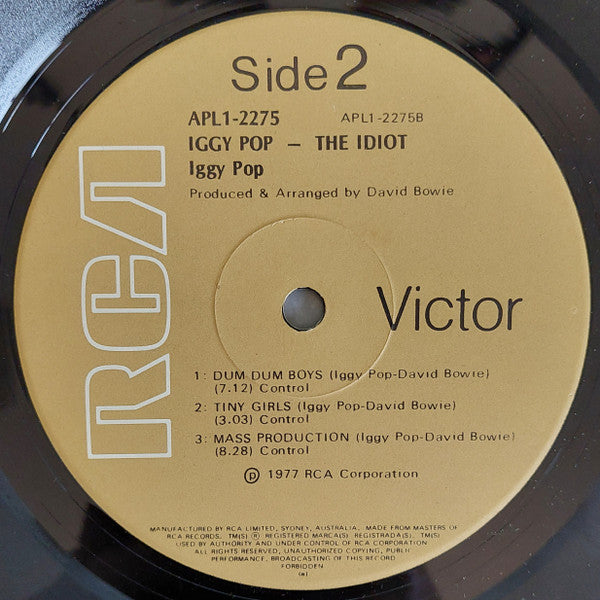 Side 2
APL1-2275 APL1-2275B
IGGY POP — THE IDIOT
Iggy Pop
Produced & Arranged by David Bowie
RCA
Victor
1: DUM DUM BOYS (Iggy Pop-David Bowie)
(7.12) Control
2: TINY GIRLS (Iggy Pop-David Bowie)
(3.03) Control
3: MASS PRODUCTION (Iggy Pop-David Bowie)
(8.28) Control
℗ 1977 RCA Corporation
MANUFACTURED BY RCA LIMITED, SYDNEY, AUSTRALIA. MADE FROM MASTERS OF
RCA RECORDS. TM(S) ® REGISTERED MARCA(S) REGISTRADA(S). TM(S)
USED BY AUTHORITY AND UNDER CONTROL OF RCA CORPORATION
ALL RIGHTS RESERVED, UNAUTHORIZED COPYING, PUBLIC
PERFORMANCE, BROADCASTING OF THIS RECORD
FORBIDDEN